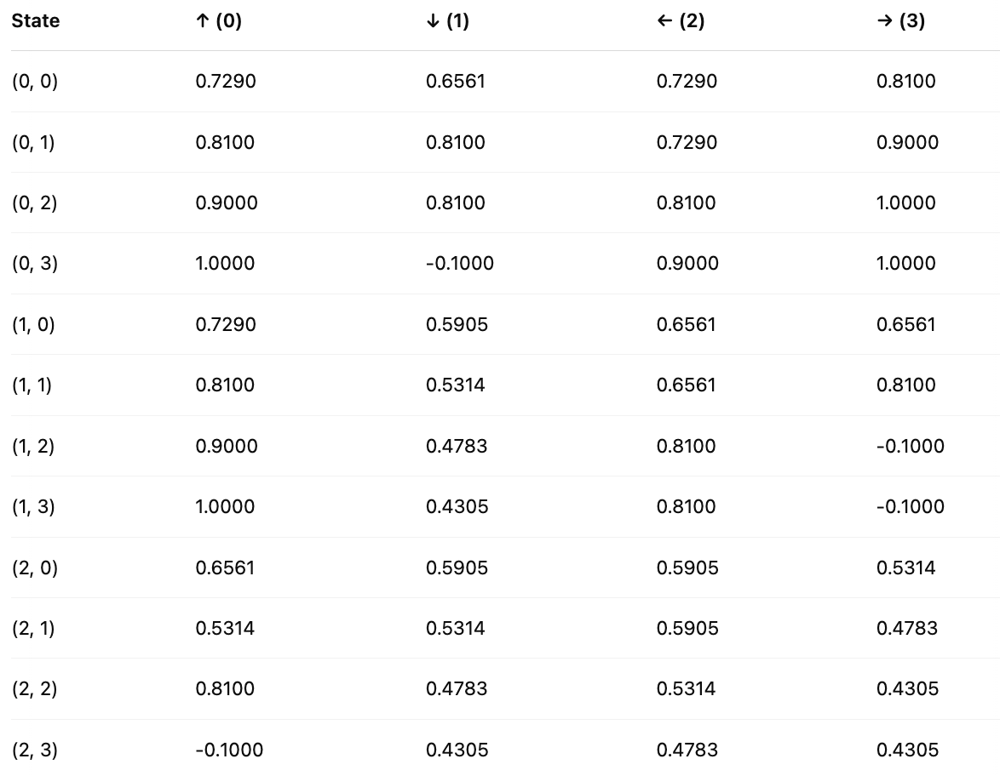 State ↑ (0) ↓ (1) ← (2) → (3)
(0, 0) 0.7290 0.6561 0.7290 0.8100
(0, 1) 0.8100 0.8100 0.7290 0.9000
(0, 2) 0.9000 0.8100 0.8100 1.0000
(0, 3) 1.0000 -0.1000 0.9000 1.0000
(1, 0) 0.7290 0.5905 0.6561 0.6561
(1, 1) 0.8100 0.5314 0.6561 0.8100
(1, 2) 0.9000 0.4783 0.8100 -0.1000
(1, 3) 1.0000 0.4305 0.8100 -0.1000
(2, 0) 0.6561 0.5905 0.5905 0.5314
(2, 1) 0.5314 0.5314 0.5905 0.4783
(2, 2) 0.8100 0.4783 0.5314 0.4305
(2, 3) -0.1000 0.4305 0.4783 0.4305